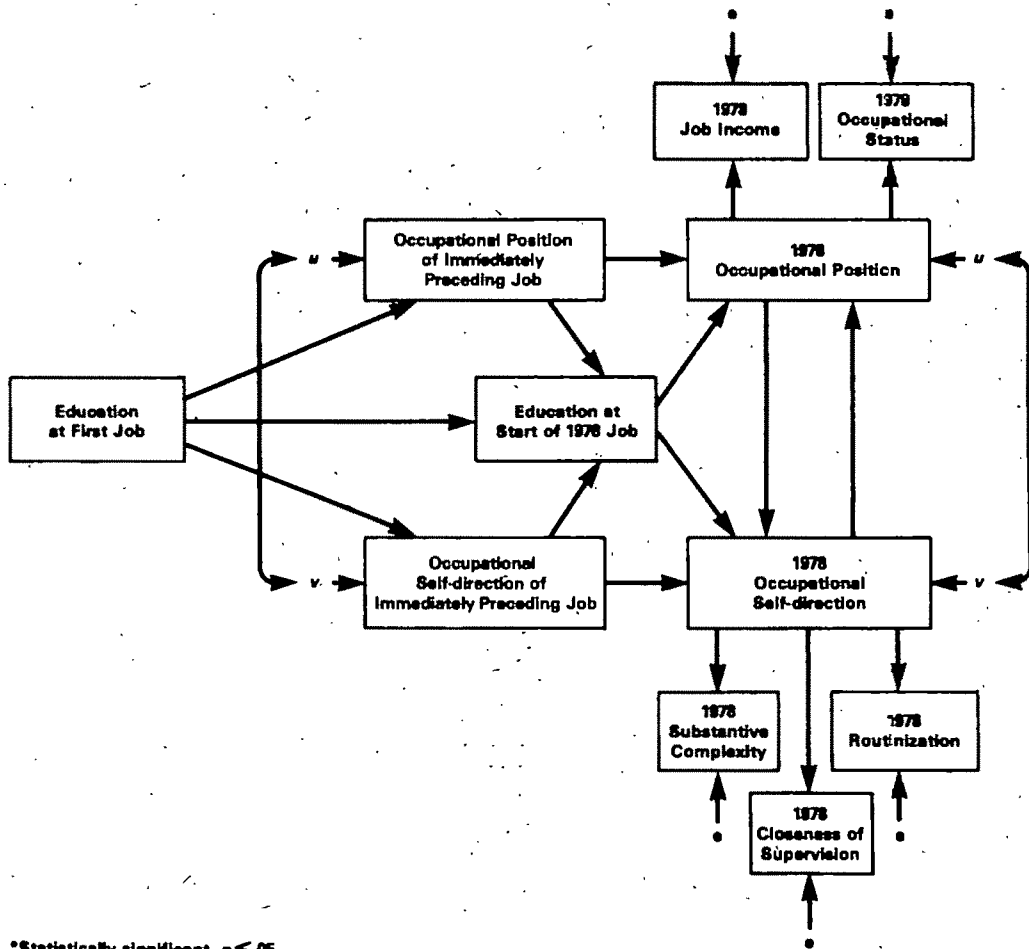 e
e
1978
Job Income
1978
Occupational
Status
Occupational Position
of Immediately
Preceding Job
1978
Occupational Position
u
u
Education
at First Job
Education at
Start of 1978 Job
Occupational
Self-direction of
Immediately Preceding Job
1978
Occupational
Self-direction
v
v
1978
Substantive
Complexity
1978
Routinization
1978
Closeness of
Supervision
e
e
e
*Statistically significant, p ≤ .05